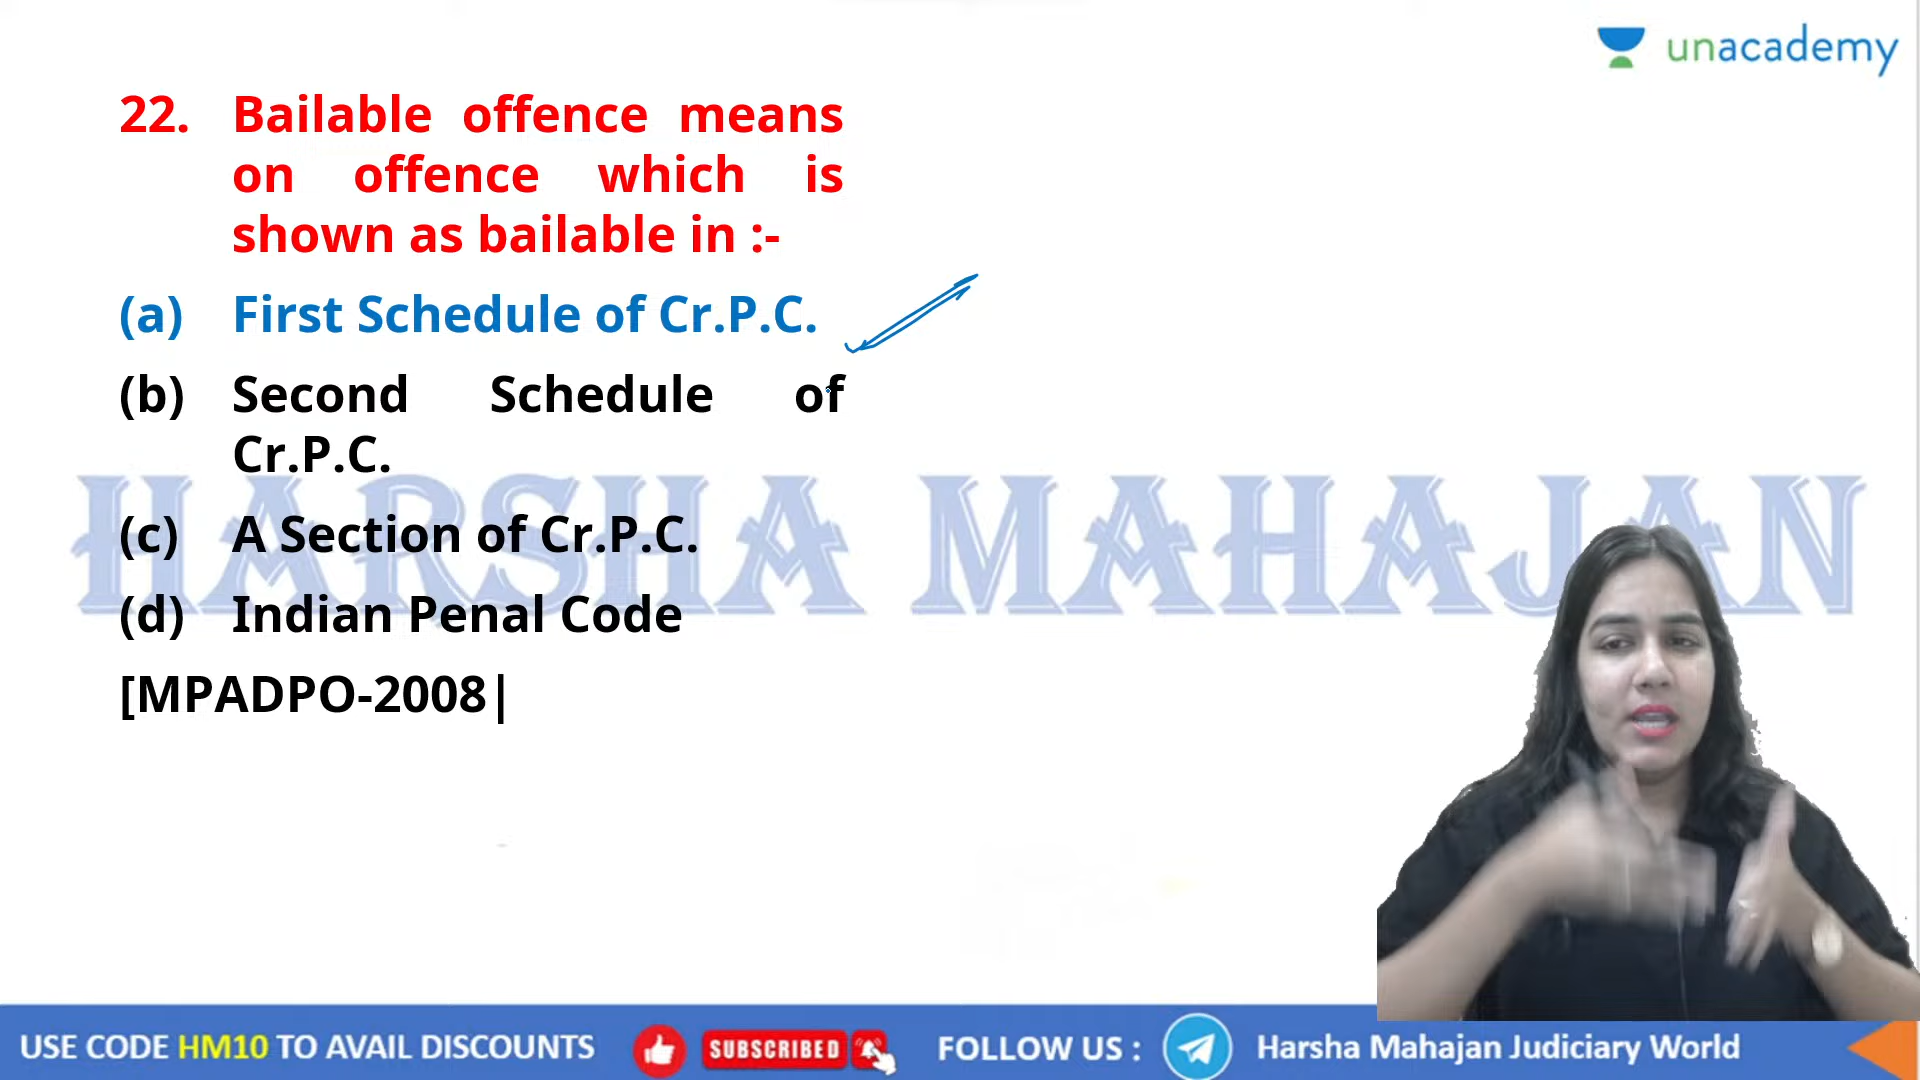 unacademy
22. Bailable offence means
on offence which is
shown as bailable in :-
(a) First Schedule of Cr.P.C.
(b) Second Schedule of
Cr.P.C.
HARSHA MAHAJAN
(c) A Section of Cr.P.C.
(d) Indian Penal Code
[MPADPO-2008|
USE CODE HM10 TO AVAIL DISCOUNTS SUBSCRIBED FOLLOW US : Harsha Mahajan Judiciary World